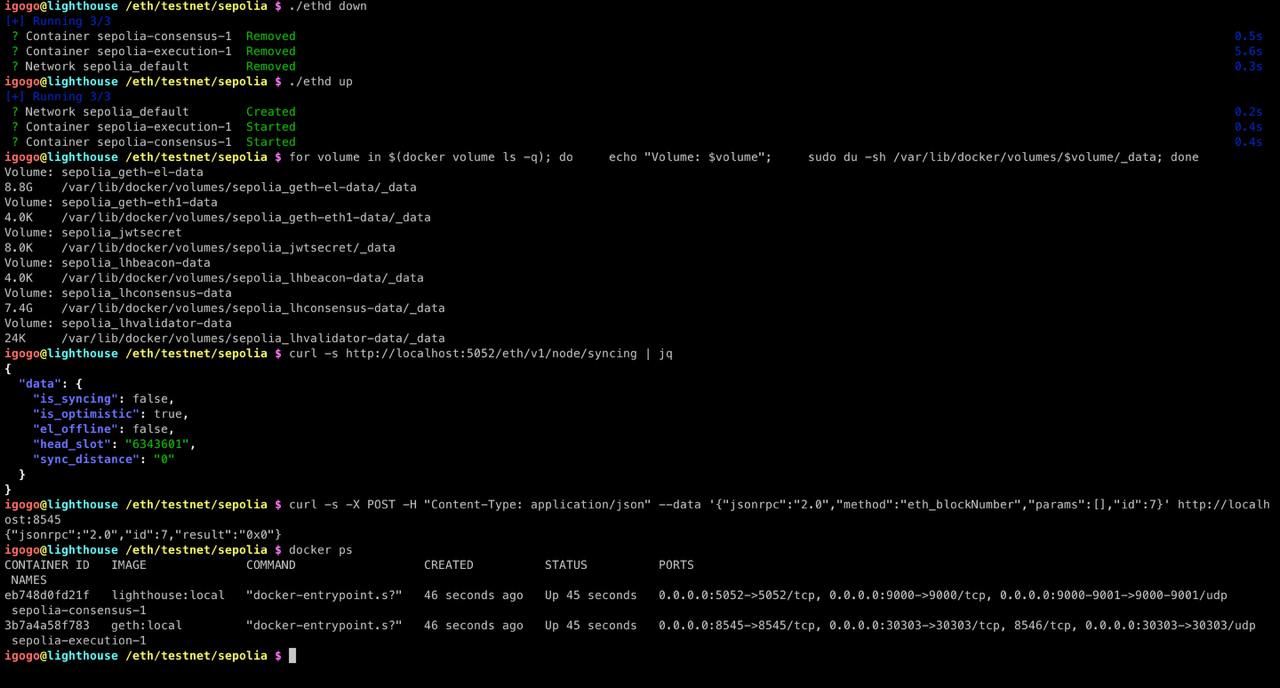 igogo@lighthouse /eth/testnet/sepolia $ ./ethd down
[+] Running 3/3
 ? Container sepolia-consensus-1  Removed 0.5s
 ? Container sepolia-execution-1  Removed 5.6s
 ? Network sepolia_default        Removed 0.3s
igogo@lighthouse /eth/testnet/sepolia $ ./ethd up
[+] Running 3/3
 ? Network sepolia_default        Created 0.2s
 ? Container sepolia-execution-1  Started 0.4s
 ? Container sepolia-consensus-1  Started 0.4s
igogo@lighthouse /eth/testnet/sepolia $ for volume in $(docker volume ls -q); do     echo "Volume: $volume";     sudo du -sh /var/lib/docker/volumes/$volume/_data; done
Volume: sepolia_geth-el-data
8.8G    /var/lib/docker/volumes/sepolia_geth-el-data/_data
Volume: sepolia_geth-eth1-data
4.0K    /var/lib/docker/volumes/sepolia_geth-eth1-data/_data
Volume: sepolia_jwtsecret
8.0K    /var/lib/docker/volumes/sepolia_jwtsecret/_data
Volume: sepolia_lhbeacon-data
4.0K    /var/lib/docker/volumes/sepolia_lhbeacon-data/_data
Volume: sepolia_lhconsensus-data
7.4G    /var/lib/docker/volumes/sepolia_lhconsensus-data/_data
Volume: sepolia_lhvalidator-data
24K     /var/lib/docker/volumes/sepolia_lhvalidator-data/_data
igogo@lighthouse /eth/testnet/sepolia $ curl -s http://localhost:5052/eth/v1/node/syncing | jq
{
  "data": {
    "is_syncing": false,
    "is_optimistic": true,
    "el_offline": false,
    "head_slot": "6343601",
    "sync_distance": "0"
  }
}
igogo@lighthouse /eth/testnet/sepolia $ curl -s -X POST -H "Content-Type: application/json" --data '{"jsonrpc":"2.0","method":"eth_blockNumber","params":[],"id":7}' http://localh
ost:8545
{"jsonrpc":"2.0","id":7,"result":"0x0"}
igogo@lighthouse /eth/testnet/sepolia $ docker ps
CONTAINER ID   IMAGE              COMMAND                  CREATED          STATUS          PORTS
 NAMES
eb748d0fd21f   lighthouse:local   "docker-entrypoint.s?"   46 seconds ago   Up 45 seconds   0.0.0.0:5052->5052/tcp, 0.0.0.0:9000->9000/tcp, 0.0.0.0:9000-9001->9000-9001/udp
 sepolia-consensus-1
3b7a4a58f783   geth:local         "docker-entrypoint.s?"   46 seconds ago   Up 45 seconds   0.0.0.0:8545->8545/tcp, 0.0.0.0:30303->30303/tcp, 8546/tcp, 0.0.0.0:30303->30303/udp
 sepolia-execution-1
igogo@lighthouse /eth/testnet/sepolia $